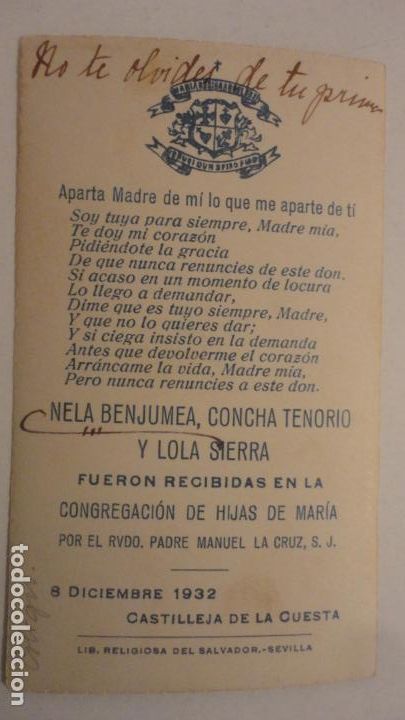 No te olvides de tu prima
Aparta Madre de mí lo que me aparte de tí
Soy tuya para siempre, Madre mia,
Te doy mi corazón
Pidiéndote la gracia
De que nunca renuncies de este don.
Si acaso en un momento de locura
Lo llego a demandar,
Dime que es tuyo siempre, Madre,
Y que no lo quieres dar;
Y si ciega insisto en la demanda
Antes que devolverme el corazón
Arráncame la vida, Madre mia,
Pero nunca renuncies a este don.
NELA BENJUMEA, CONCHA TENORIO
Y LOLA SIERRA
FUERON RECIBIDAS EN LA
CONGREGACIÓN DE HIJAS DE MARÍA
POR EL RVDO. PADRE MANUEL LA CRUZ, S. J.
8 DICIEMBRE 1932
CASTILLEJA DE LA CUESTA
LIB. RELIGIOSA DEL SALVADOR.-SEVILLA
todocoleccion.net